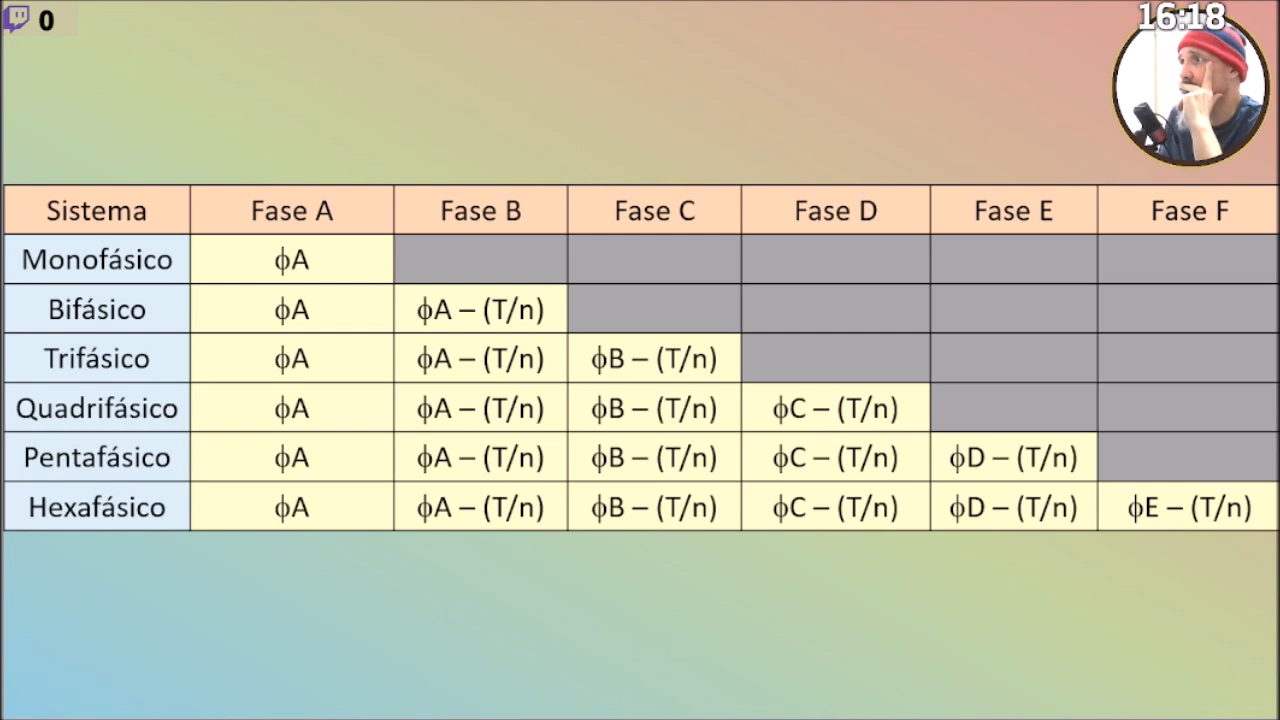 0
16:18
Sistema Fase A Fase B Fase C Fase D Fase E Fase F
Monofásico ϕA
Bifásico ϕA ϕA – (T/n)
Trifásico ϕA ϕA – (T/n) ϕB – (T/n)
Quadrifásico ϕA ϕA – (T/n) ϕB – (T/n) ϕC – (T/n)
Pentafásico ϕA ϕA – (T/n) ϕB – (T/n) ϕC – (T/n) ϕD – (T/n)
Hexafásico ϕA ϕA – (T/n) ϕB – (T/n) ϕC – (T/n) ϕD – (T/n) ϕE – (T/n)